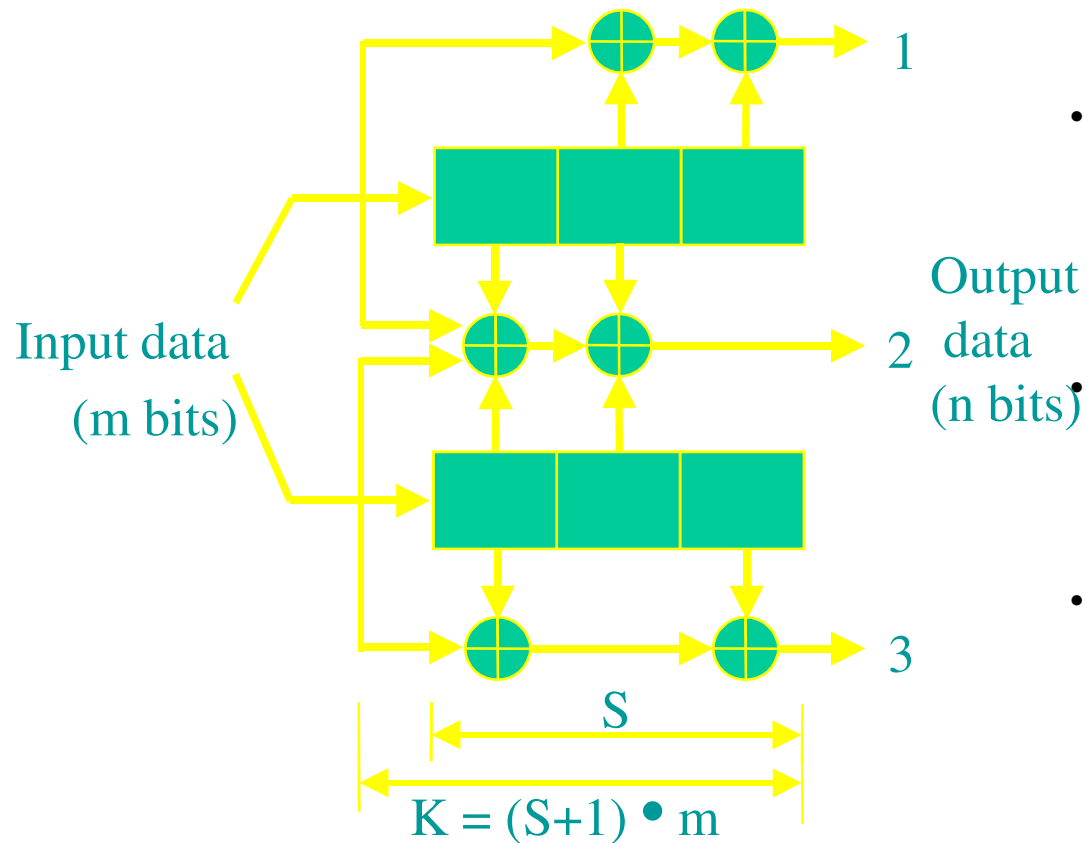 1
Input data
(m bits)
Output
data
(n bits)
2
3
S
K = (S+1) • m